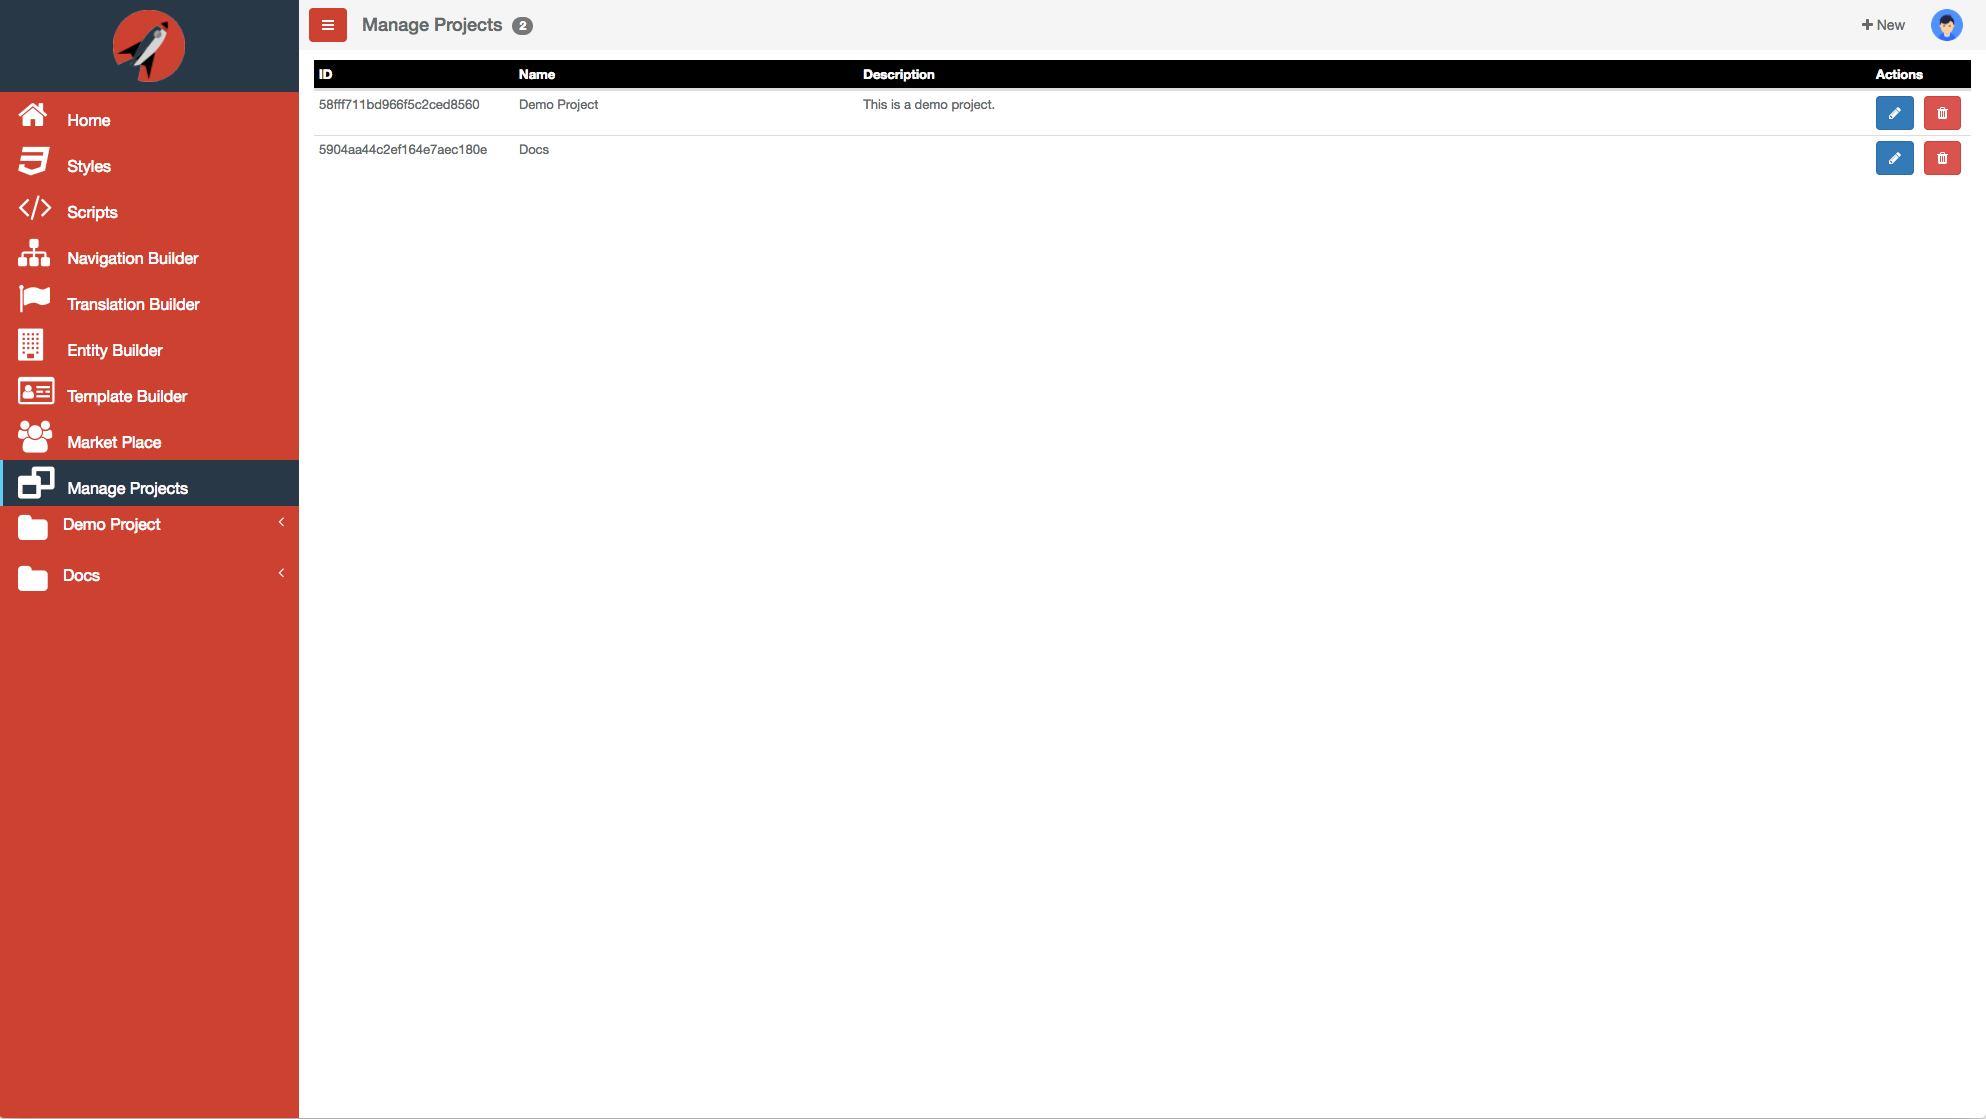 Manage Projects 2
+ New
Home
Styles
Scripts
Navigation Builder
Translation Builder
Entity Builder
Template Builder
Market Place
Manage Projects
Demo Project
Docs
ID Name Description Actions
58fff711bd966f5c2ced8560 Demo Project This is a demo project.
5904aa44c2ef164e7aec180e Docs